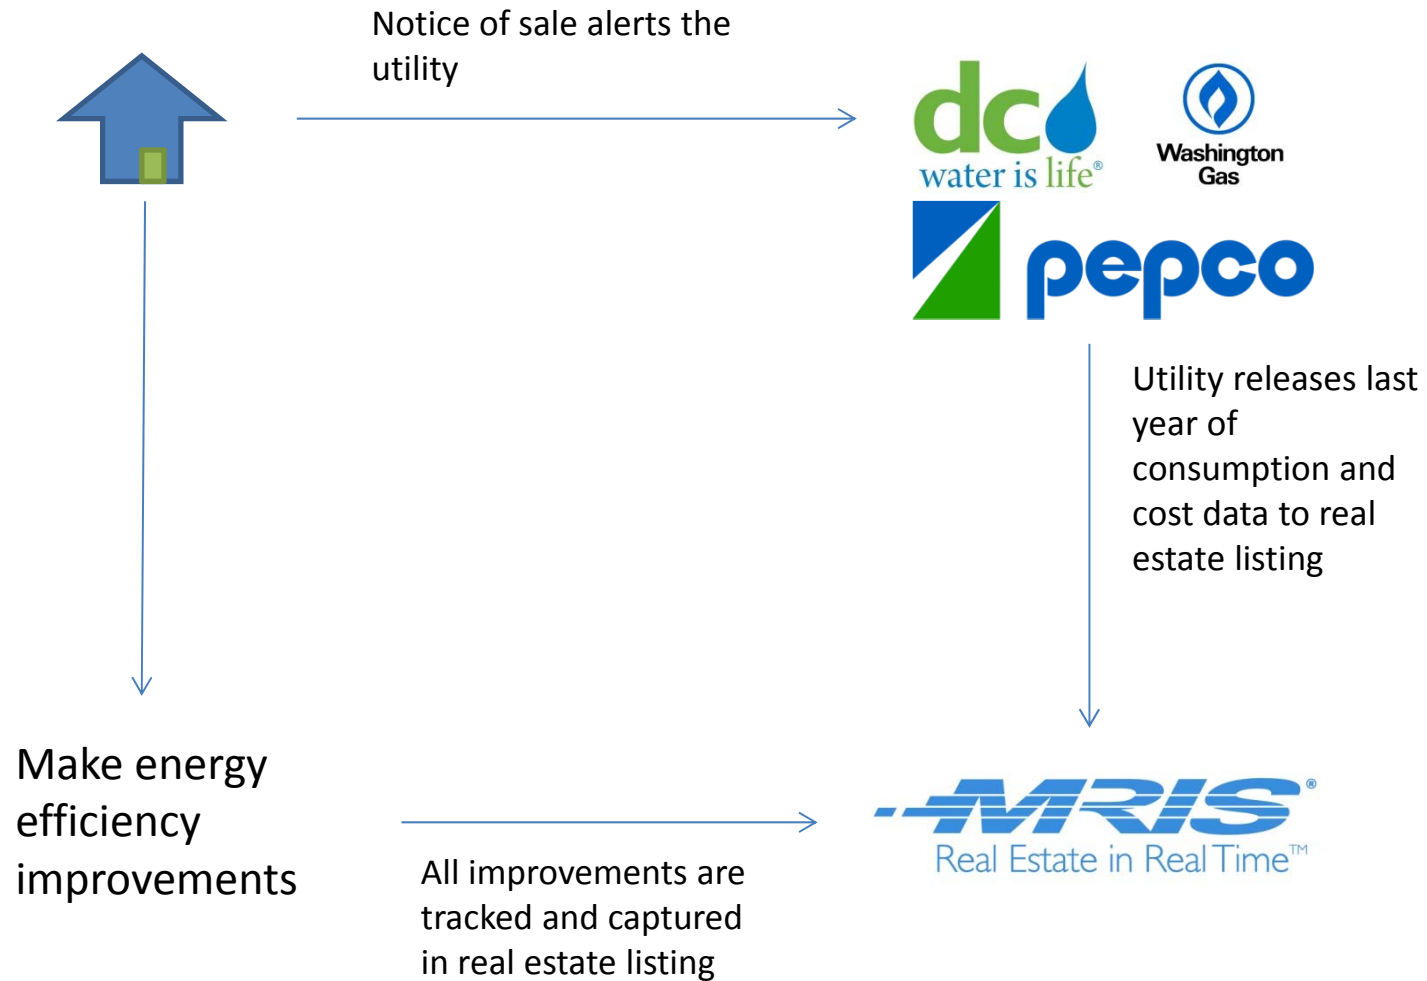 Notice of sale alerts the
utility
dc
water is life®
Washington
Gas
pepco
Utility releases last
year of
consumption and
cost data to real
estate listing
Make energy
efficiency
improvements
All improvements are
tracked and captured
in real estate listing
MRIS®
Real Estate in Real Time™